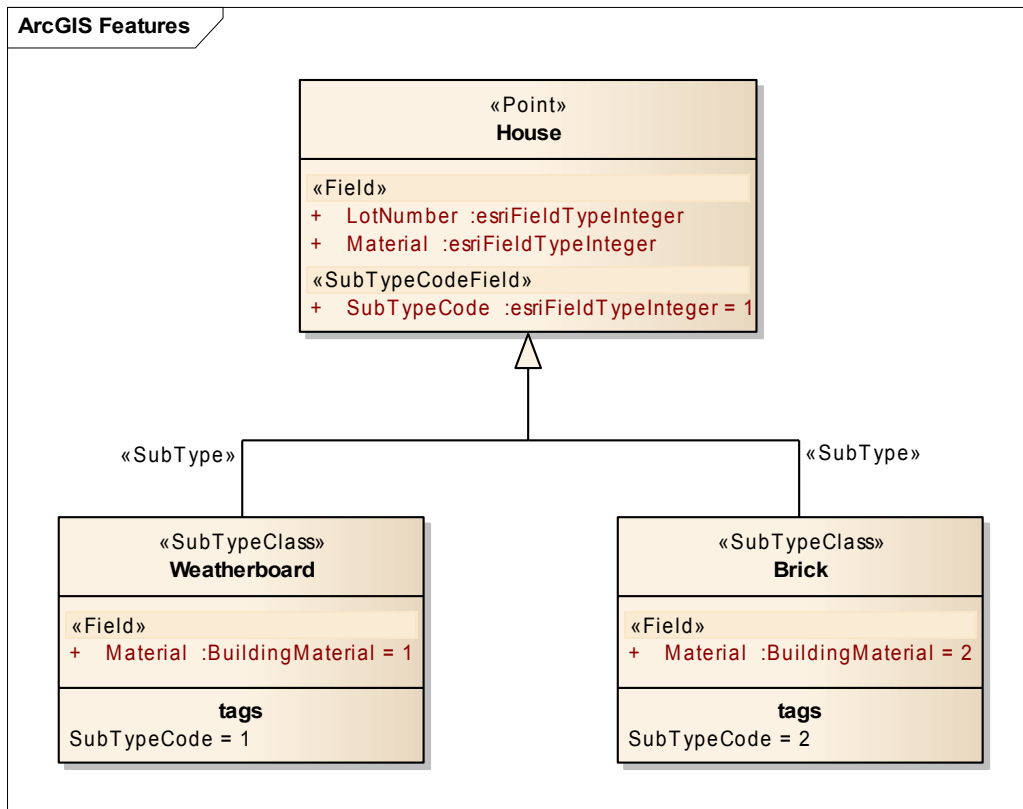 ArcGIS Features
«Point»
House
«Field»
+ LotNumber :esriFieldTypeInteger
+ Material :esriFieldTypeInteger
«SubTypeCodeField»
+ SubTypeCode :esriFieldTypeInteger = 1
«SubType»
«SubType»
«SubTypeClass»
Weatherboard
«Field»
+ Material :BuildingMaterial = 1
tags
SubTypeCode = 1
«SubTypeClass»
Brick
«Field»
+ Material :BuildingMaterial = 2
tags
SubTypeCode = 2